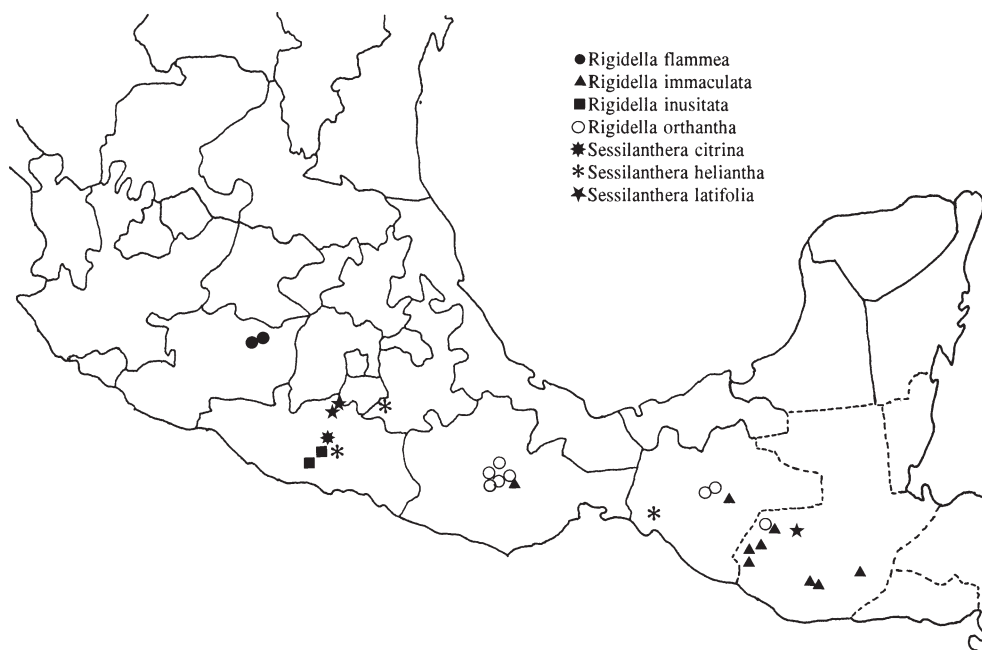 Rigidella flammea
Rigidella immaculata
Rigidella inusitata
Rigidella orthantha
Sessilanthera citrina
Sessilanthera heliantha
Sessilanthera latifolia